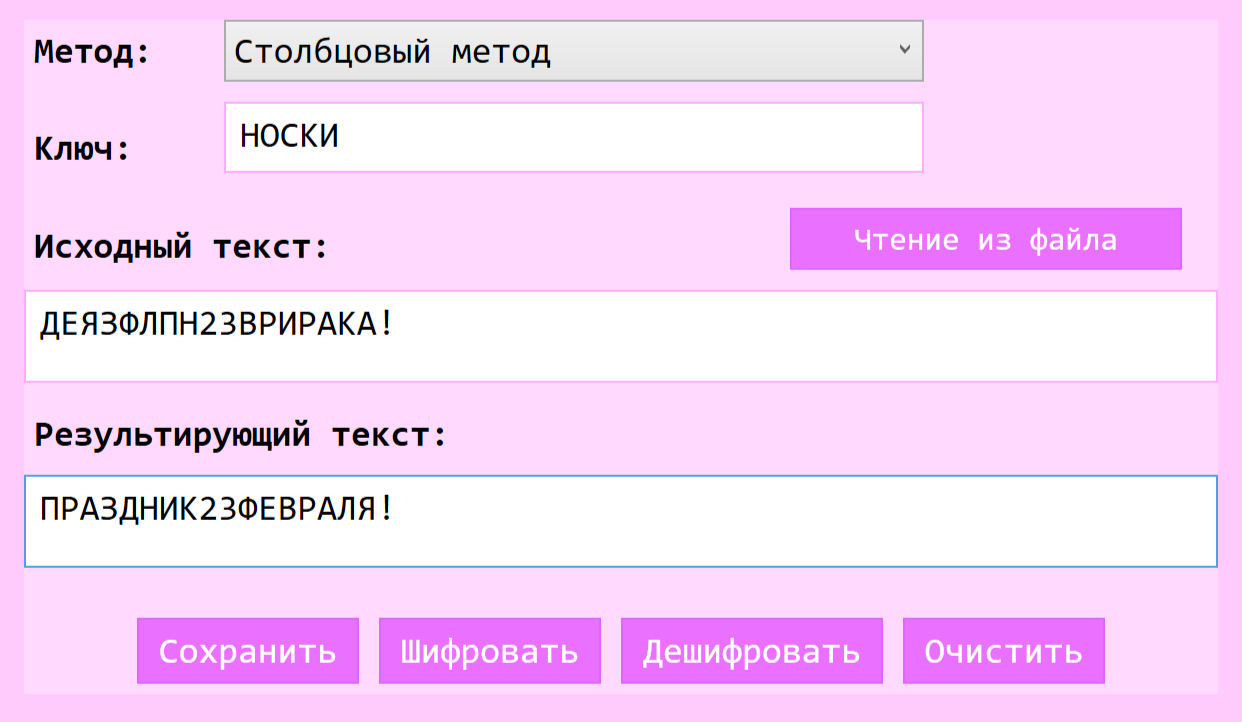 Метод: Столбцовый метод
Ключ: НОСКИ
Исходный текст: Чтение из файла
ДЕЯЗФЛПН23ВРИРАКА!
Результирующий текст:
ПРАЗДНИК23ФЕВРАЛЯ!
Сохранить Шифровать Дешифровать Очистить